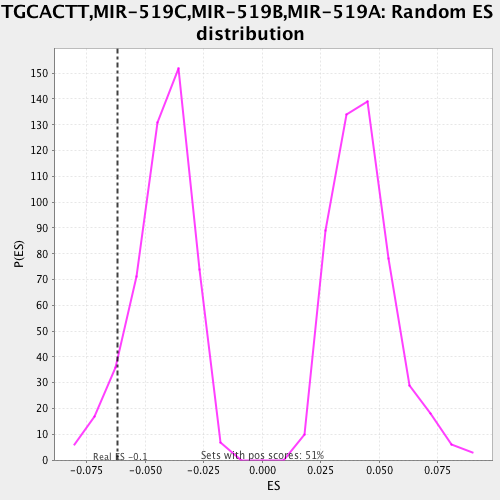 TGCACTT,MIR-519C,MIR-519B,MIR-519A: Random ES
distribution
150
140
130
120
110
100
90
80
70
60
50
40
30
20
10
0
P(ES)
Real ES -0.1
Sets with pos scores: 51%
-0.075 -0.050 -0.025 0.000 0.025 0.050 0.075
ES